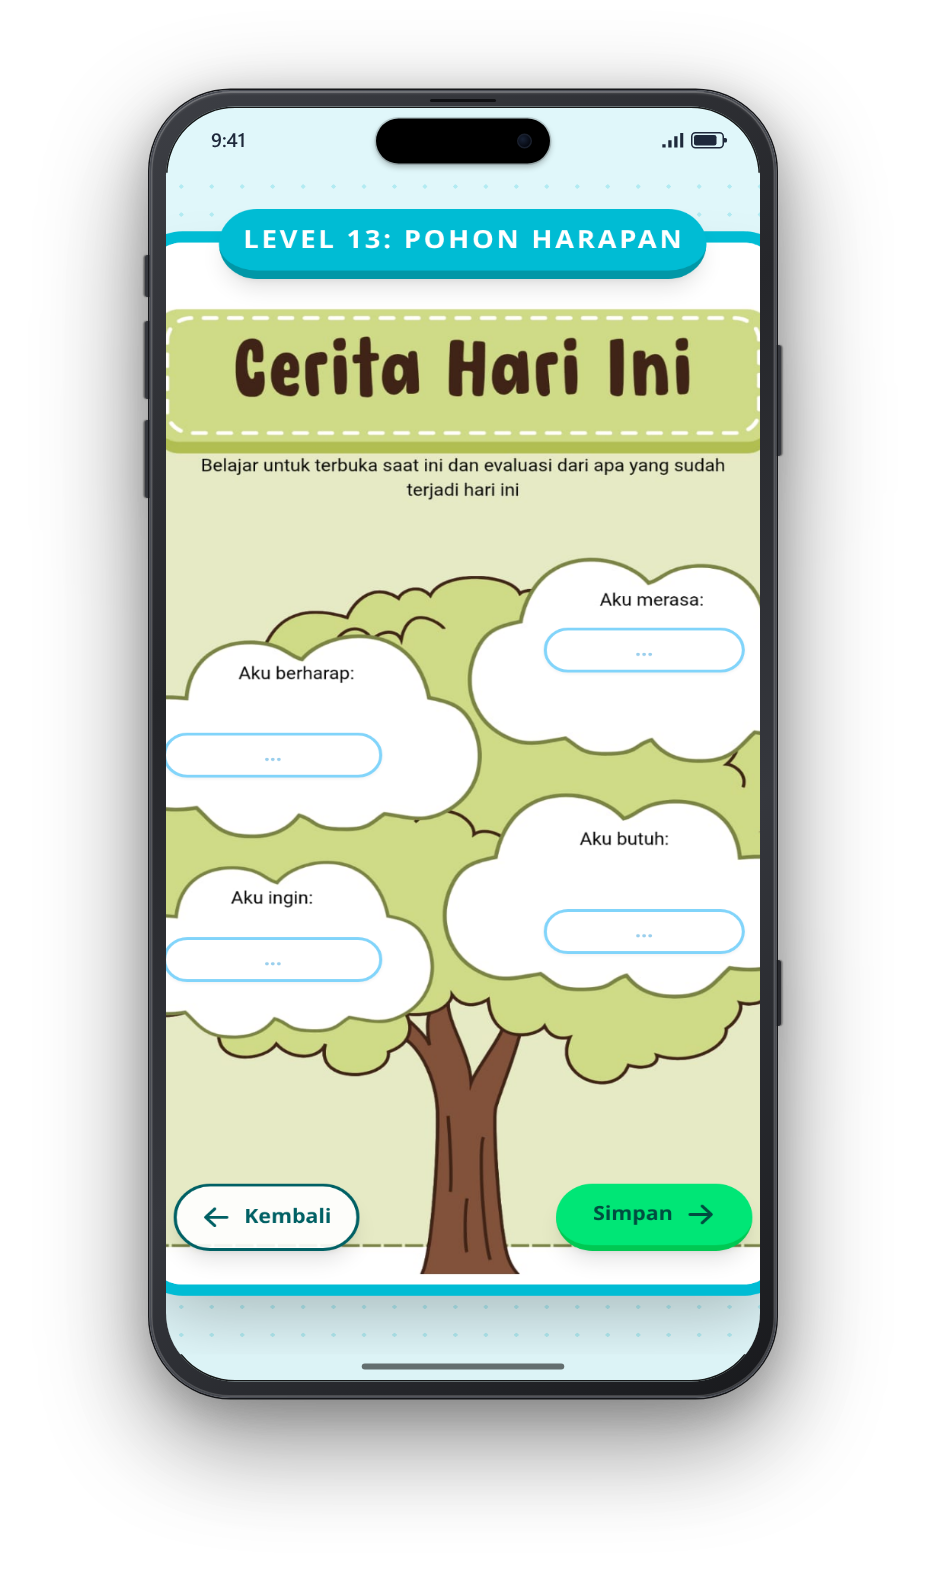 9:41
LEVEL 13: POHON HARAPAN
Cerita Hari Ini
Belajar untuk terbuka saat ini dan evaluasi dari apa yang sudah
terjadi hari ini
Aku merasa:
...
Aku berharap:
...
Aku butuh:
...
Aku ingin:
...
Kembali
Simpan